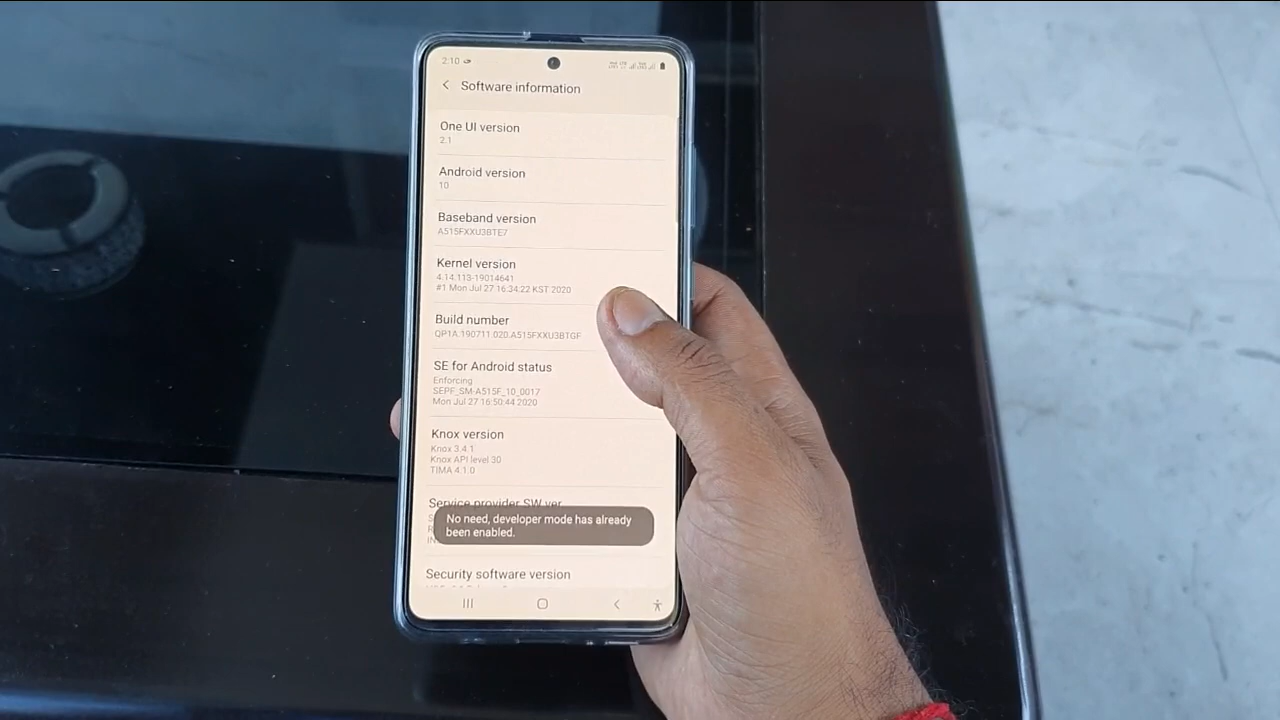 2:10
Software information
One UI version
2.1
Android version
10
Baseband version
A515FXXU3BTE7
Kernel version
4.14.113-19014641
#1 Mon Jul 27 16:34:22 KST 2020
Build number
QP1A.190711.020.A515FXXU3BTGF
SE for Android status
Enforcing
SEPF_SM-A515F_10_0017
Mon Jul 27 16:50:44 2020
Knox version
Knox 3.4.1
Knox API level 30
TIMA 4.1.0
Service provider SW ver.
No need, developer mode has already
been enabled.
Security software version